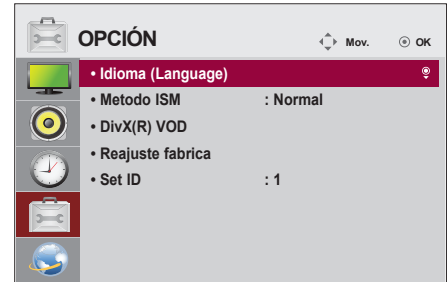 OPCIÓN
Mov.
OK
• Idioma (Language)
• Metodo ISM : Normal
• DivX(R) VOD
• Reajuste fabrica
• Set ID : 1